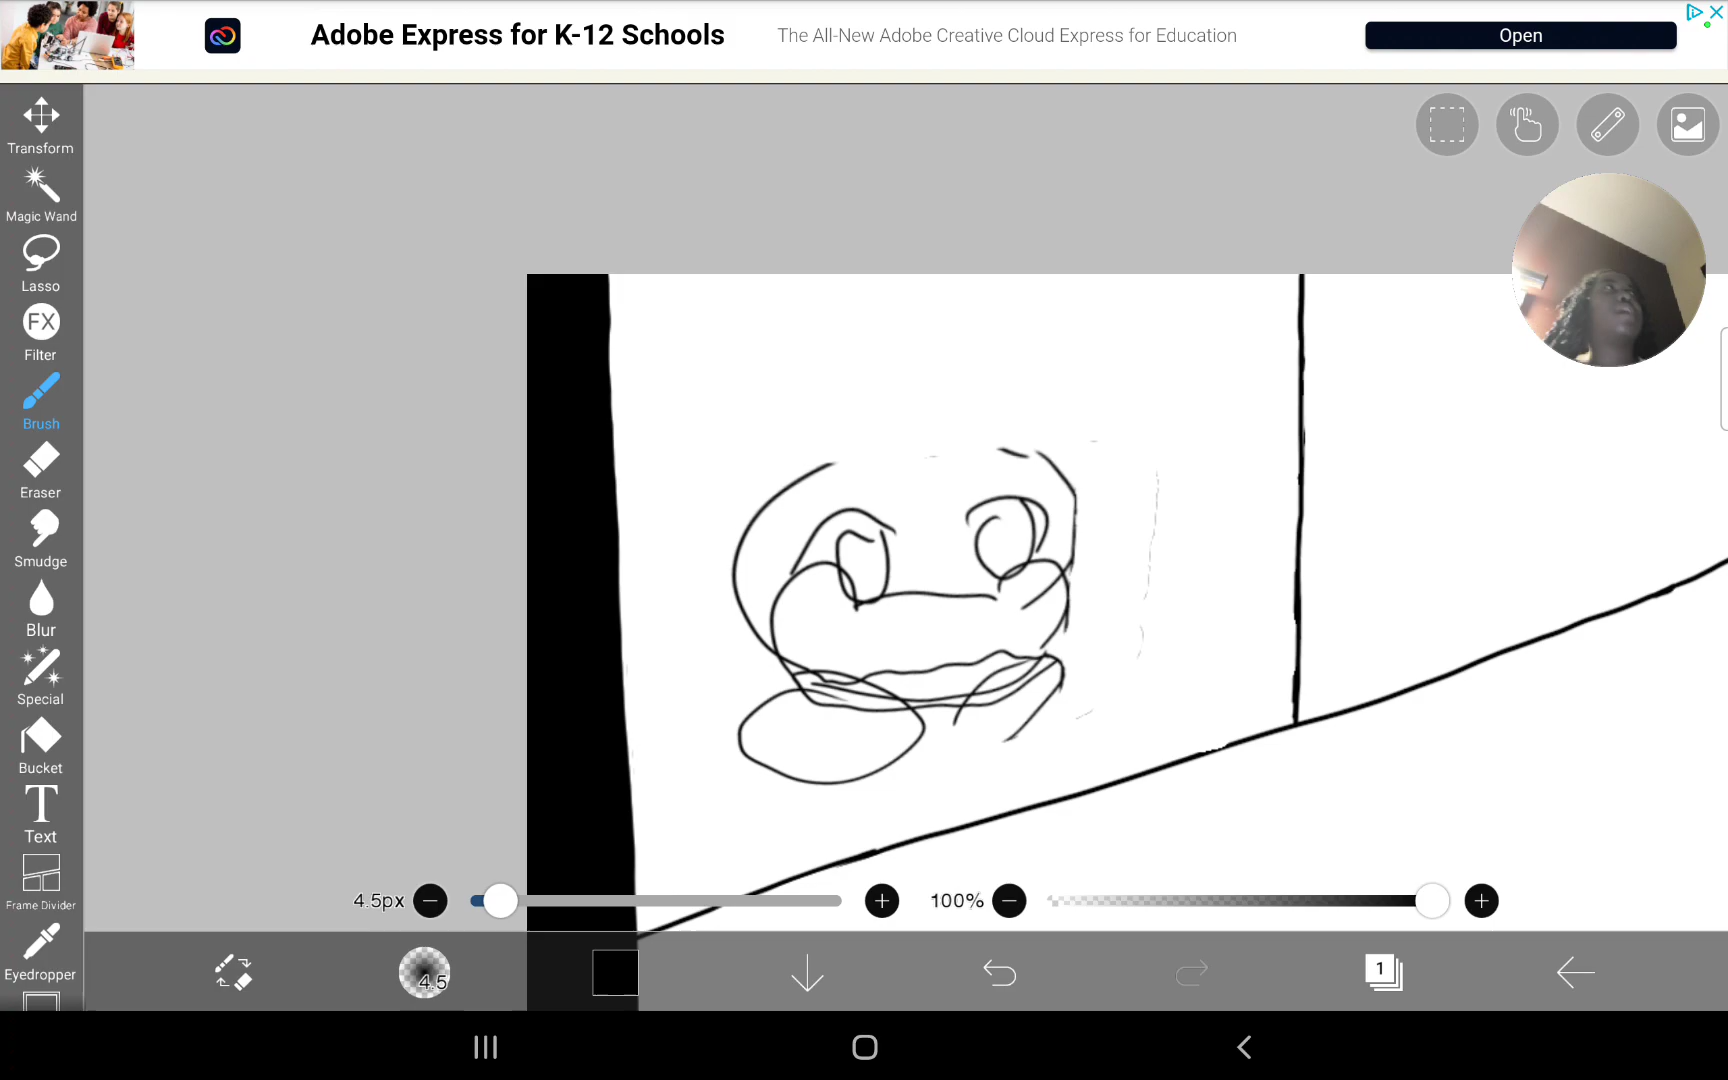 Adobe Express for K-12 Schools
The All-New Adobe Creative Cloud Express for Education
Open
Transform
Magic Wand
Lasso
FX
Filter
Brush
Eraser
Smudge
Blur
Special
Bucket
T
Text
Frame Divider
Eyedropper
4.5px
100%
4.5
1